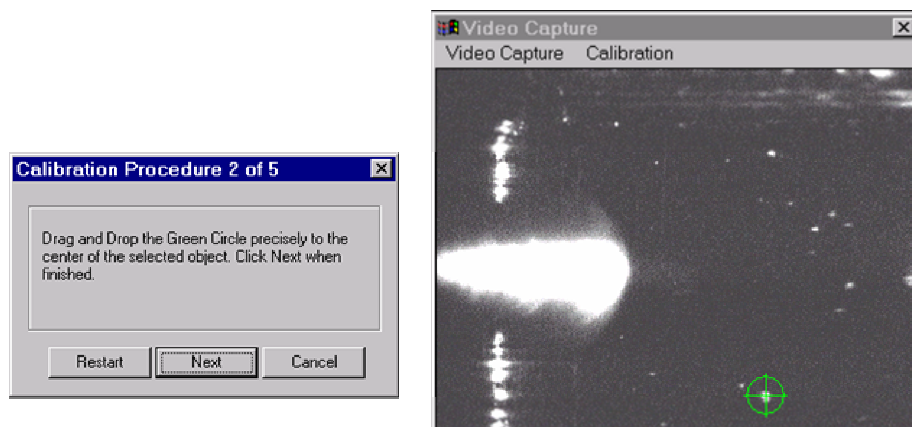 Calibration Procedure 2 of 5
Drag and Drop the Green Circle precisely to the
center of the selected object. Click Next when
finished.
Restart Next Cancel
Video Capture
Video Capture Calibration